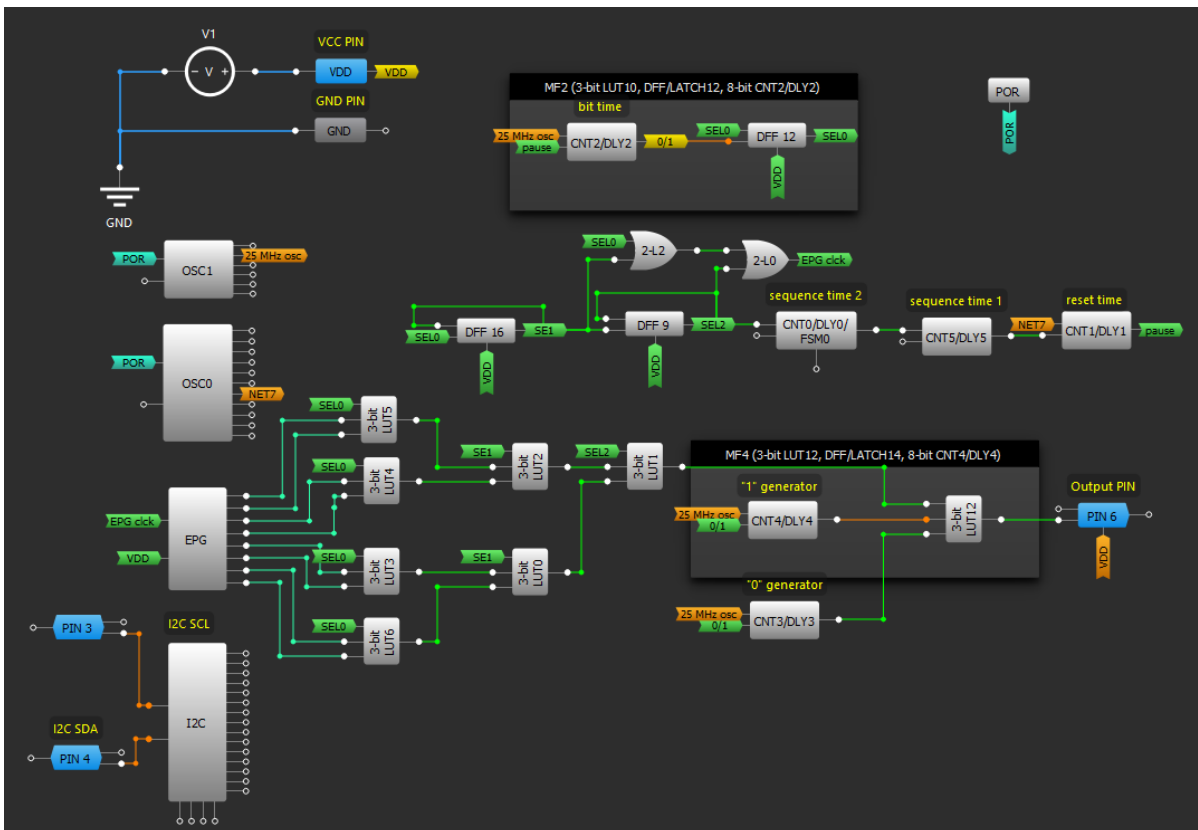 V1
VCC PIN
− V +
VDD
VDD
GND PIN
GND
GND
MF2 (3-bit LUT10, DFF/LATCH12, 8-bit CNT2/DLY2)
bit time
25 MHz osc
pause
CNT2/DLY2
0/1
SEL0
DFF 12
SEL0
VDD
POR
POR
POR
OSC1
25 MHz osc
POR
OSC0
NET7
SEL0
2-L2
2-L0
EPG clck
SEL0
DFF 16
SE1
VDD
DFF 9
SEL2
VDD
sequence time 2
CNT0/DLY0/
FSM0
sequence time 1
CNT5/DLY5
reset time
NET7
CNT1/DLY1
pause
SEL0
3-bit
LUT5
SEL0
3-bit
LUT4
SE1
3-bit
LUT2
SEL2
3-bit
LUT1
EPG clck
VDD
EPG
SEL0
3-bit
LUT3
SE1
3-bit
LUT0
SEL0
3-bit
LUT6
MF4 (3-bit LUT12, DFF/LATCH14, 8-bit CNT4/DLY4)
"1" generator
25 MHz osc
0/1
CNT4/DLY4
3-bit
LUT12
"0" generator
25 MHz osc
0/1
CNT3/DLY3
Output PIN
PIN 6
VDD
PIN 3
I2C SCL
I2C
I2C SDA
PIN 4